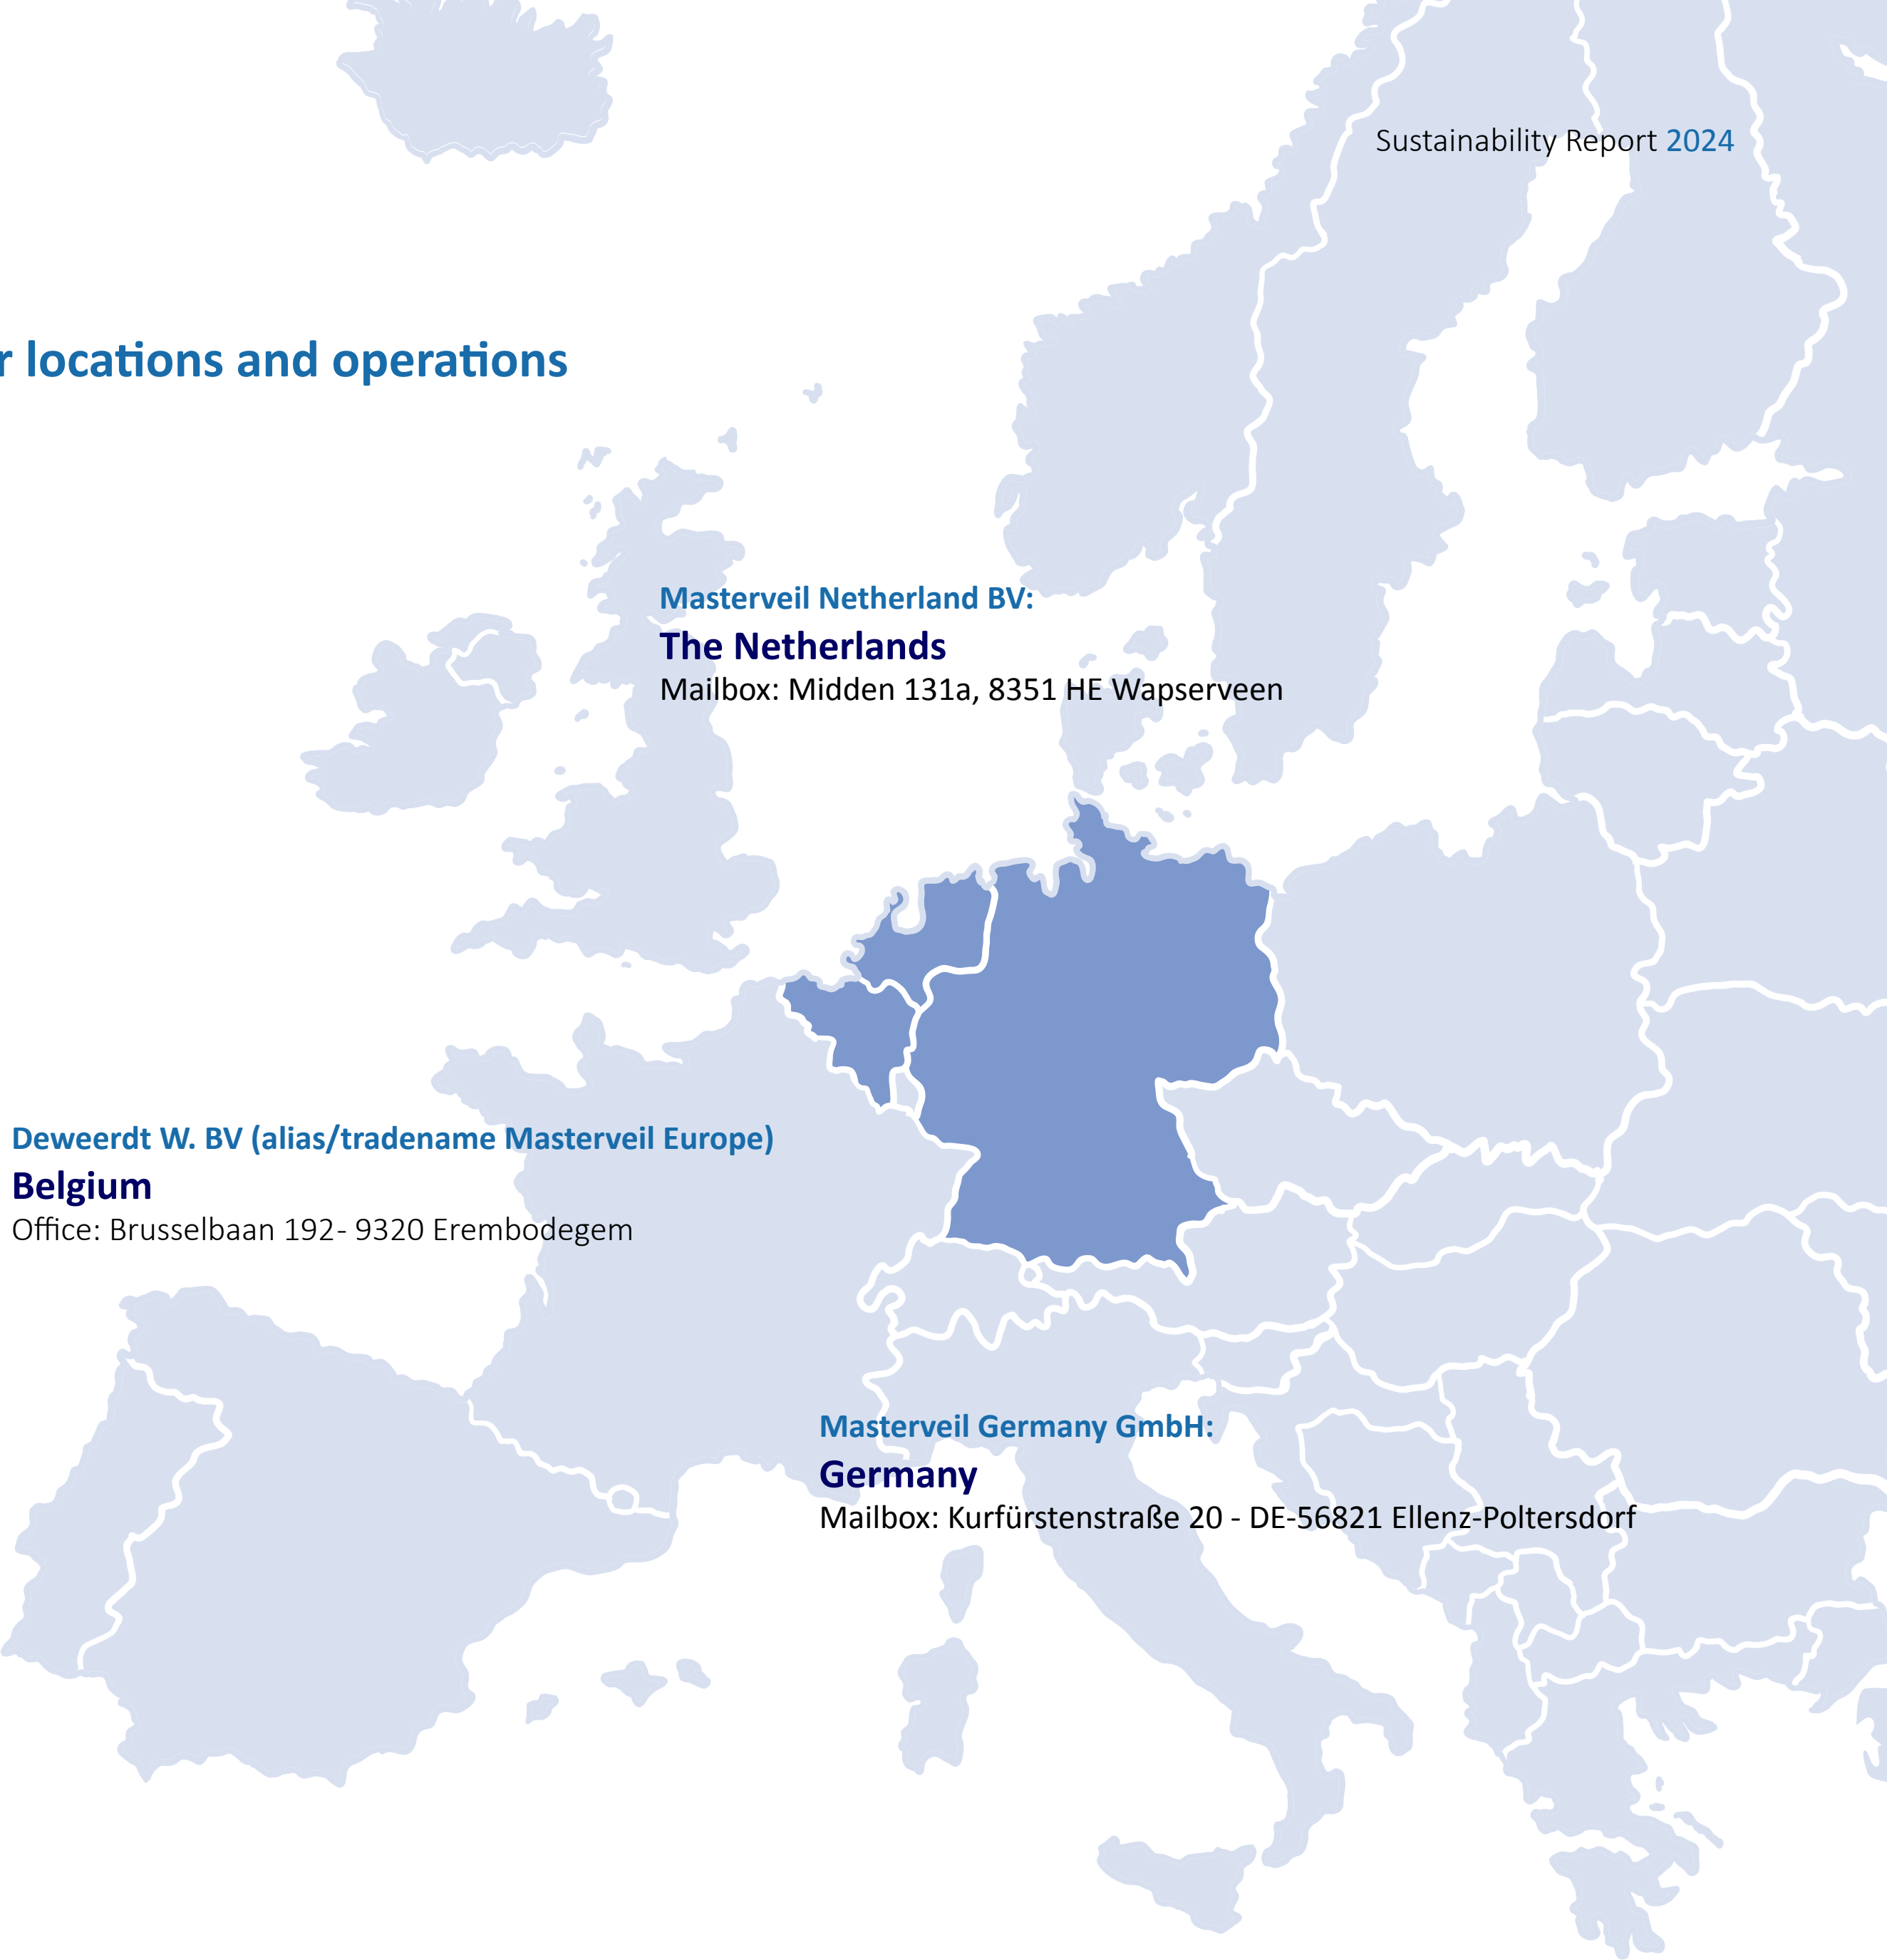 Sustainability Report 2024
r locations and operations
Masterveil Netherland BV:
The Netherlands
Mailbox: Midden 131a, 8351 HE Wapserveen
Deweerdt W. BV (alias/tradename Masterveil Europe)
Belgium
Office: Brusselbaan 192- 9320 Erembodegem
Masterveil Germany GmbH:
Germany
Mailbox: Kurfürstenstraße 20 - DE-56821 Ellenz-Poltersdorf